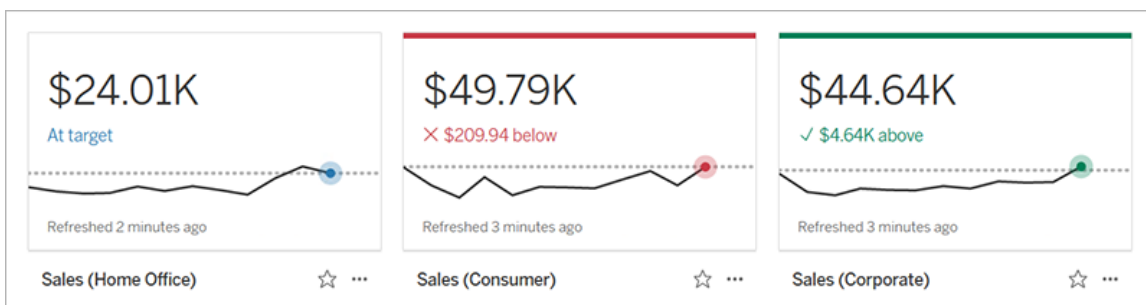 $24.01K
At target
Refreshed 2 minutes ago
Sales (Home Office)
$49.79K
$209.94 below
Refreshed 3 minutes ago
Sales (Consumer)
$44.64K
$4.64K above
Refreshed 3 minutes ago
Sales (Corporate)